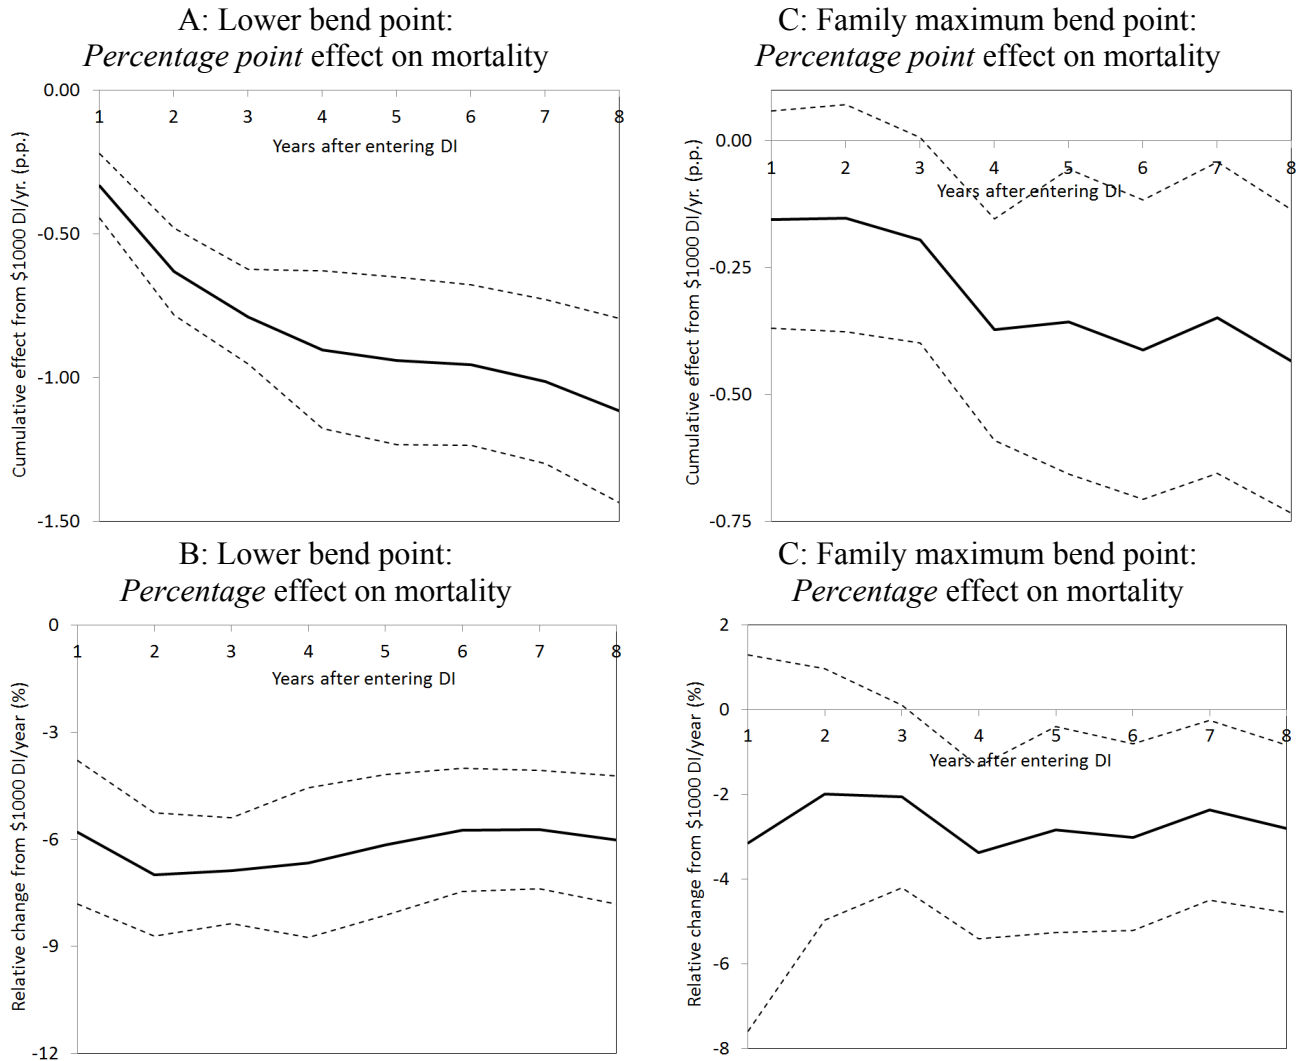 A: Lower bend point:
Percentage point effect on mortality
Cumulative effect from $1000 DI/yr. (p.p.)
0.00
-0.50
-1.00
-1.50
1 2 3 4 5 6 7 8
Years after entering DI
C: Family maximum bend point:
Percentage point effect on mortality
Cumulative effect from $1000 DI/yr. (p.p.)
0.00
-0.25
-0.50
-0.75
1 2 3 4 5 6 7 8
Years after entering DI
B: Lower bend point:
Percentage effect on mortality
Relative change from $1000 DI/year (%)
0
-3
-6
-9
-12
1 2 3 4 5 6 7 8
Years after entering DI
C: Family maximum bend point:
Percentage effect on mortality
Relative change from $1000 DI/year (%)
2
0
-2
-4
-6
-8
1 2 3 4 5 6 7 8
Years after entering DI